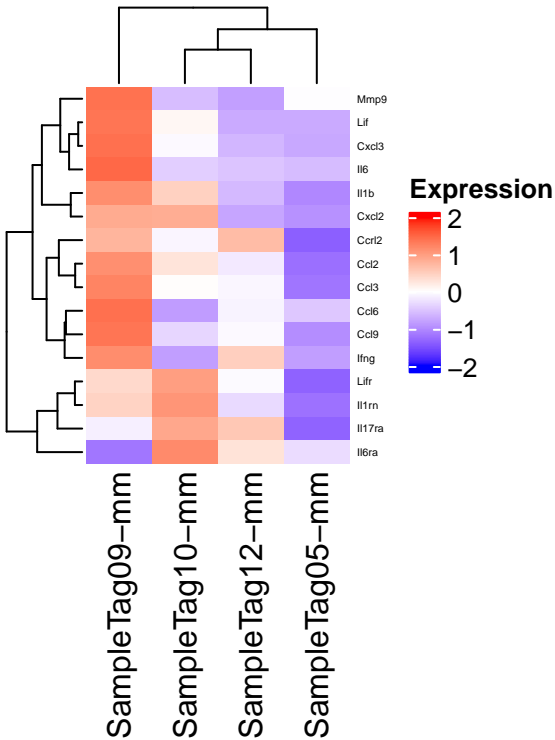 Mmp9
Lif
Cxcl3
Il6
Il1b
Cxcl2
Ccrl2
Ccl2
Ccl3
Ccl6
Ccl9
Ifng
Lifr
Il1rn
Il17ra
Il6ra
Expression
2
1
0
−1
−2
SampleTag09−mm
SampleTag10−mm
SampleTag12−mm
SampleTag05−mm